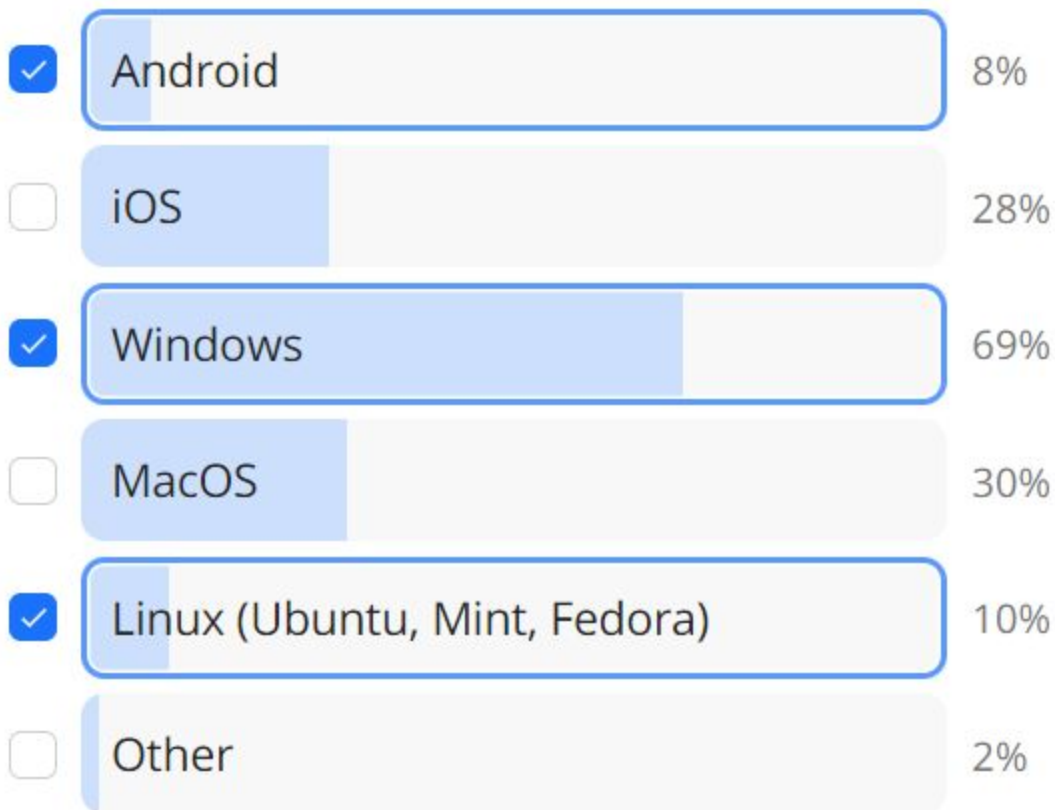 Android 8%
iOS 28%
Windows 69%
MacOS 30%
Linux (Ubuntu, Mint, Fedora) 10%
Other 2%